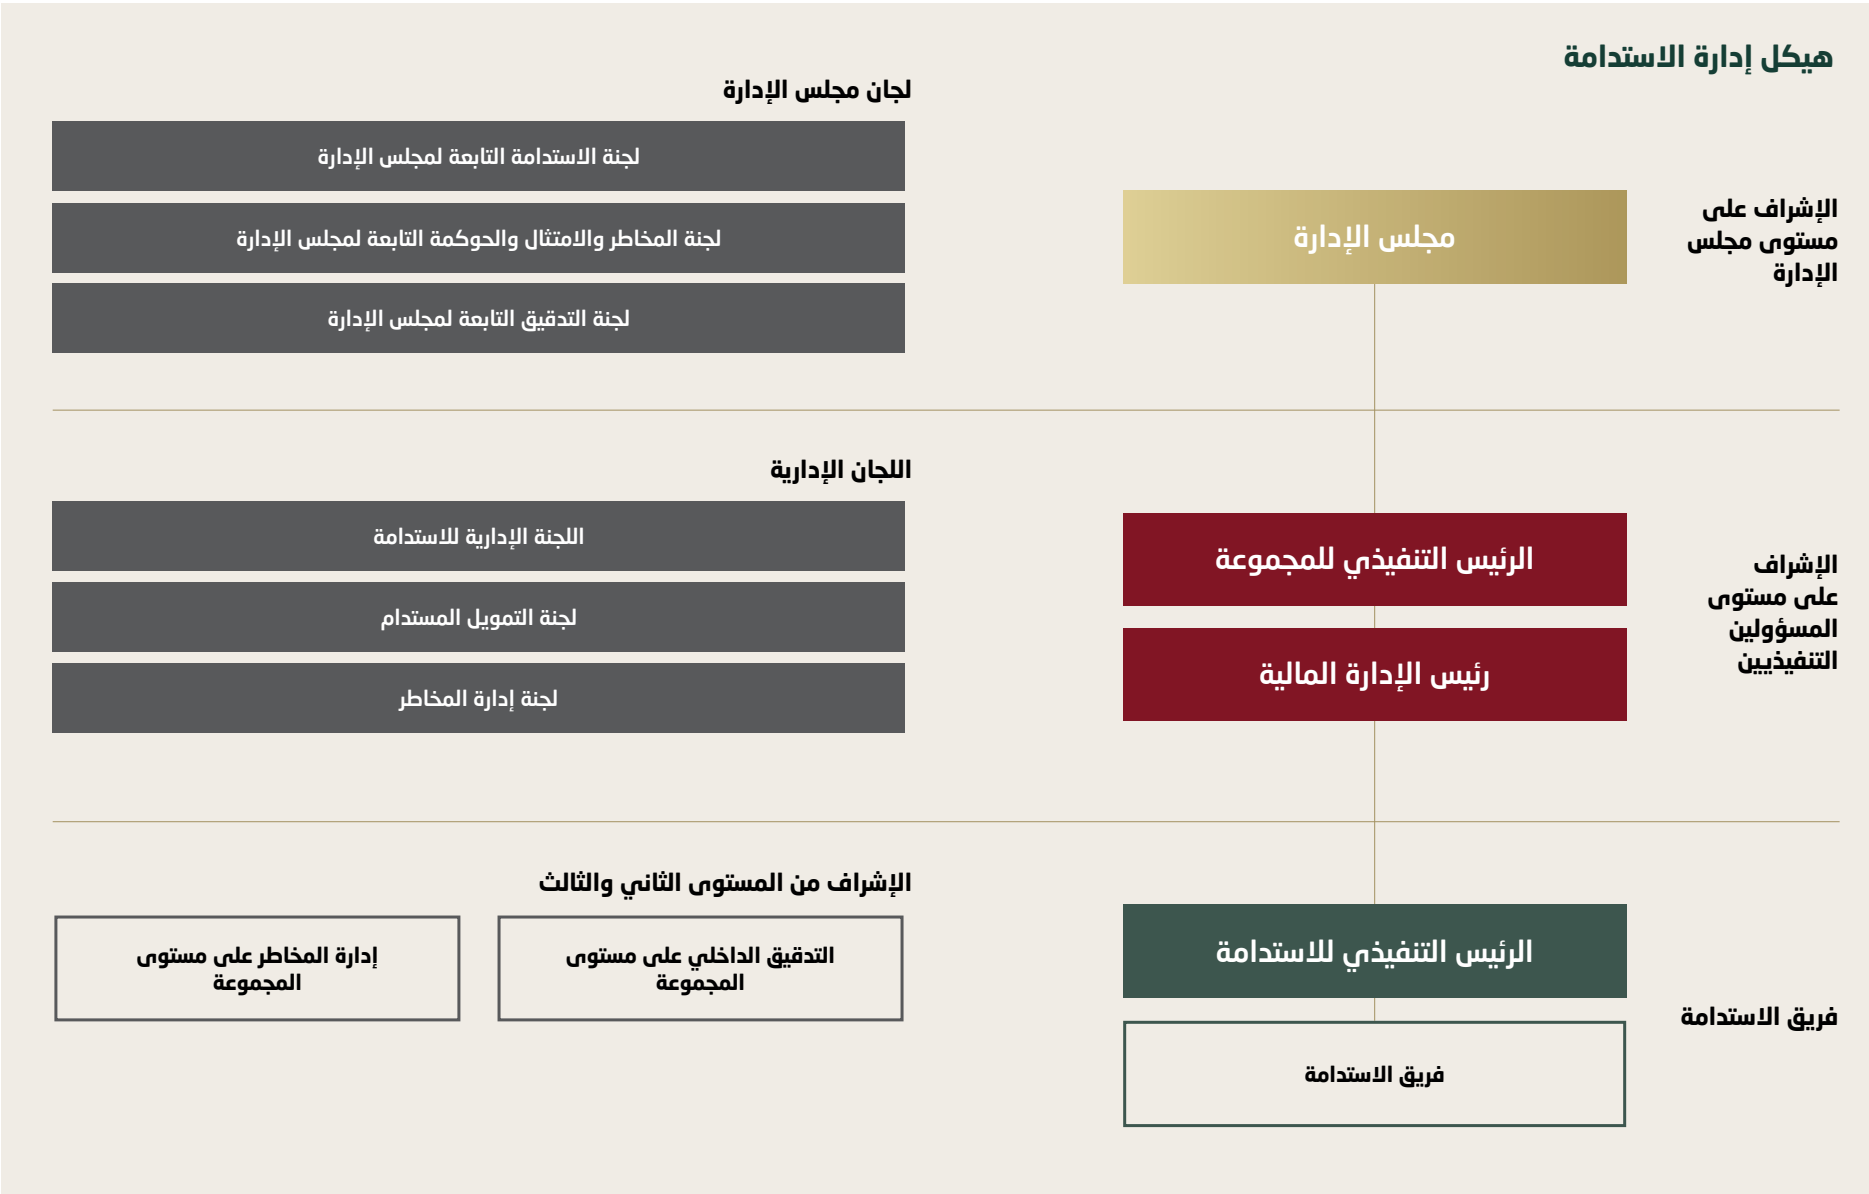 هيكل إدارة الاستدامة
الإشراف على
مستوى مجلس
الإدارة
مجلس الإدارة
لجان مجلس الإدارة
لجنة الاستدامة التابعة لمجلس الإدارة
لجنة المخاطر والامتثال والحوكمة التابعة لمجلس الإدارة
لجنة التدقيق التابعة لمجلس الإدارة
الإشراف
على مستوى
المسؤولين
التنفيذيين
الرئيس التنفيذي للمجموعة
رئيس الإدارة المالية
اللجان الإدارية
اللجنة الإدارية للاستدامة
لجنة التمويل المستدام
لجنة إدارة المخاطر
فريق الاستدامة
الرئيس التنفيذي للاستدامة
فريق الاستدامة
الإشراف من المستوى الثاني والثالث
التدقيق الداخلي على مستوى
المجموعة
إدارة المخاطر على مستوى
المجموعة